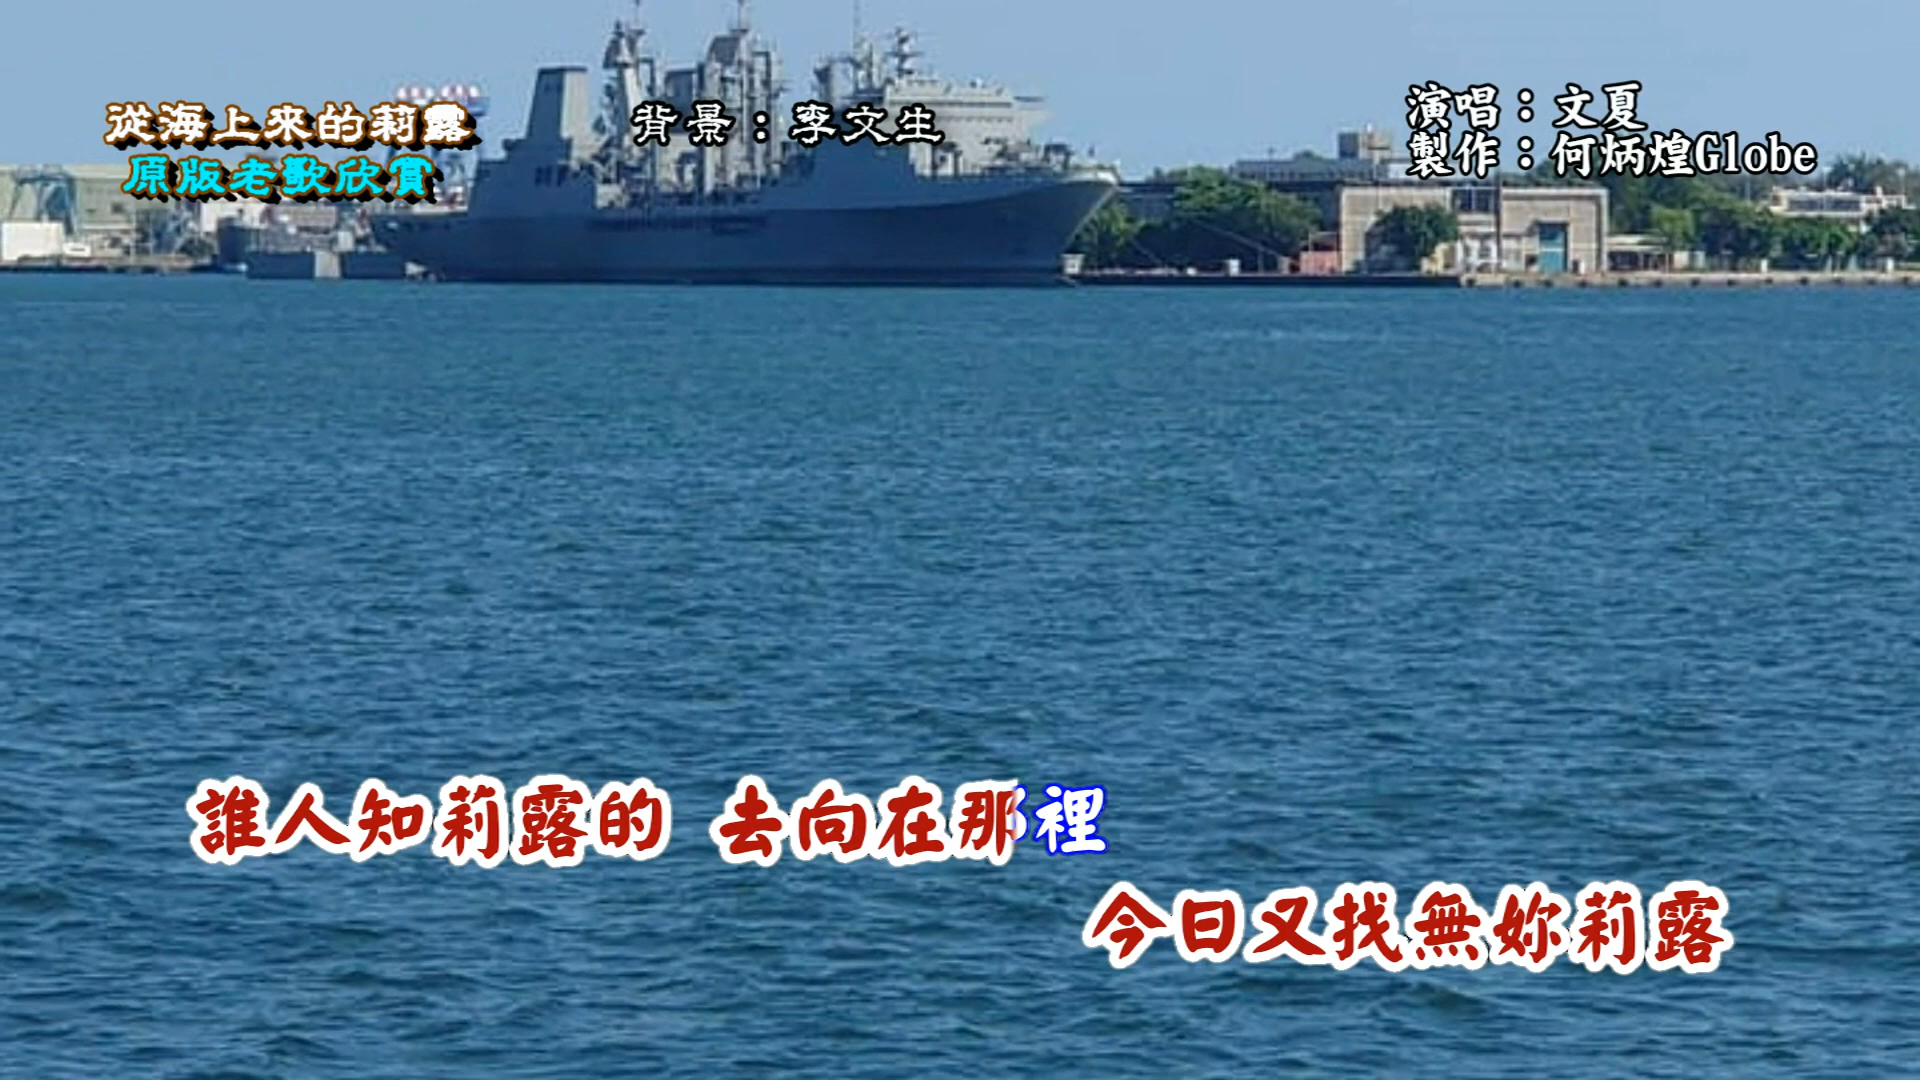 從海上來的莉露
原版老歌欣賞
背景：李文生
演唱：文夏
製作：何炳煌Globe
誰人知莉露的 去向在那裡
今日又找無妳莉露